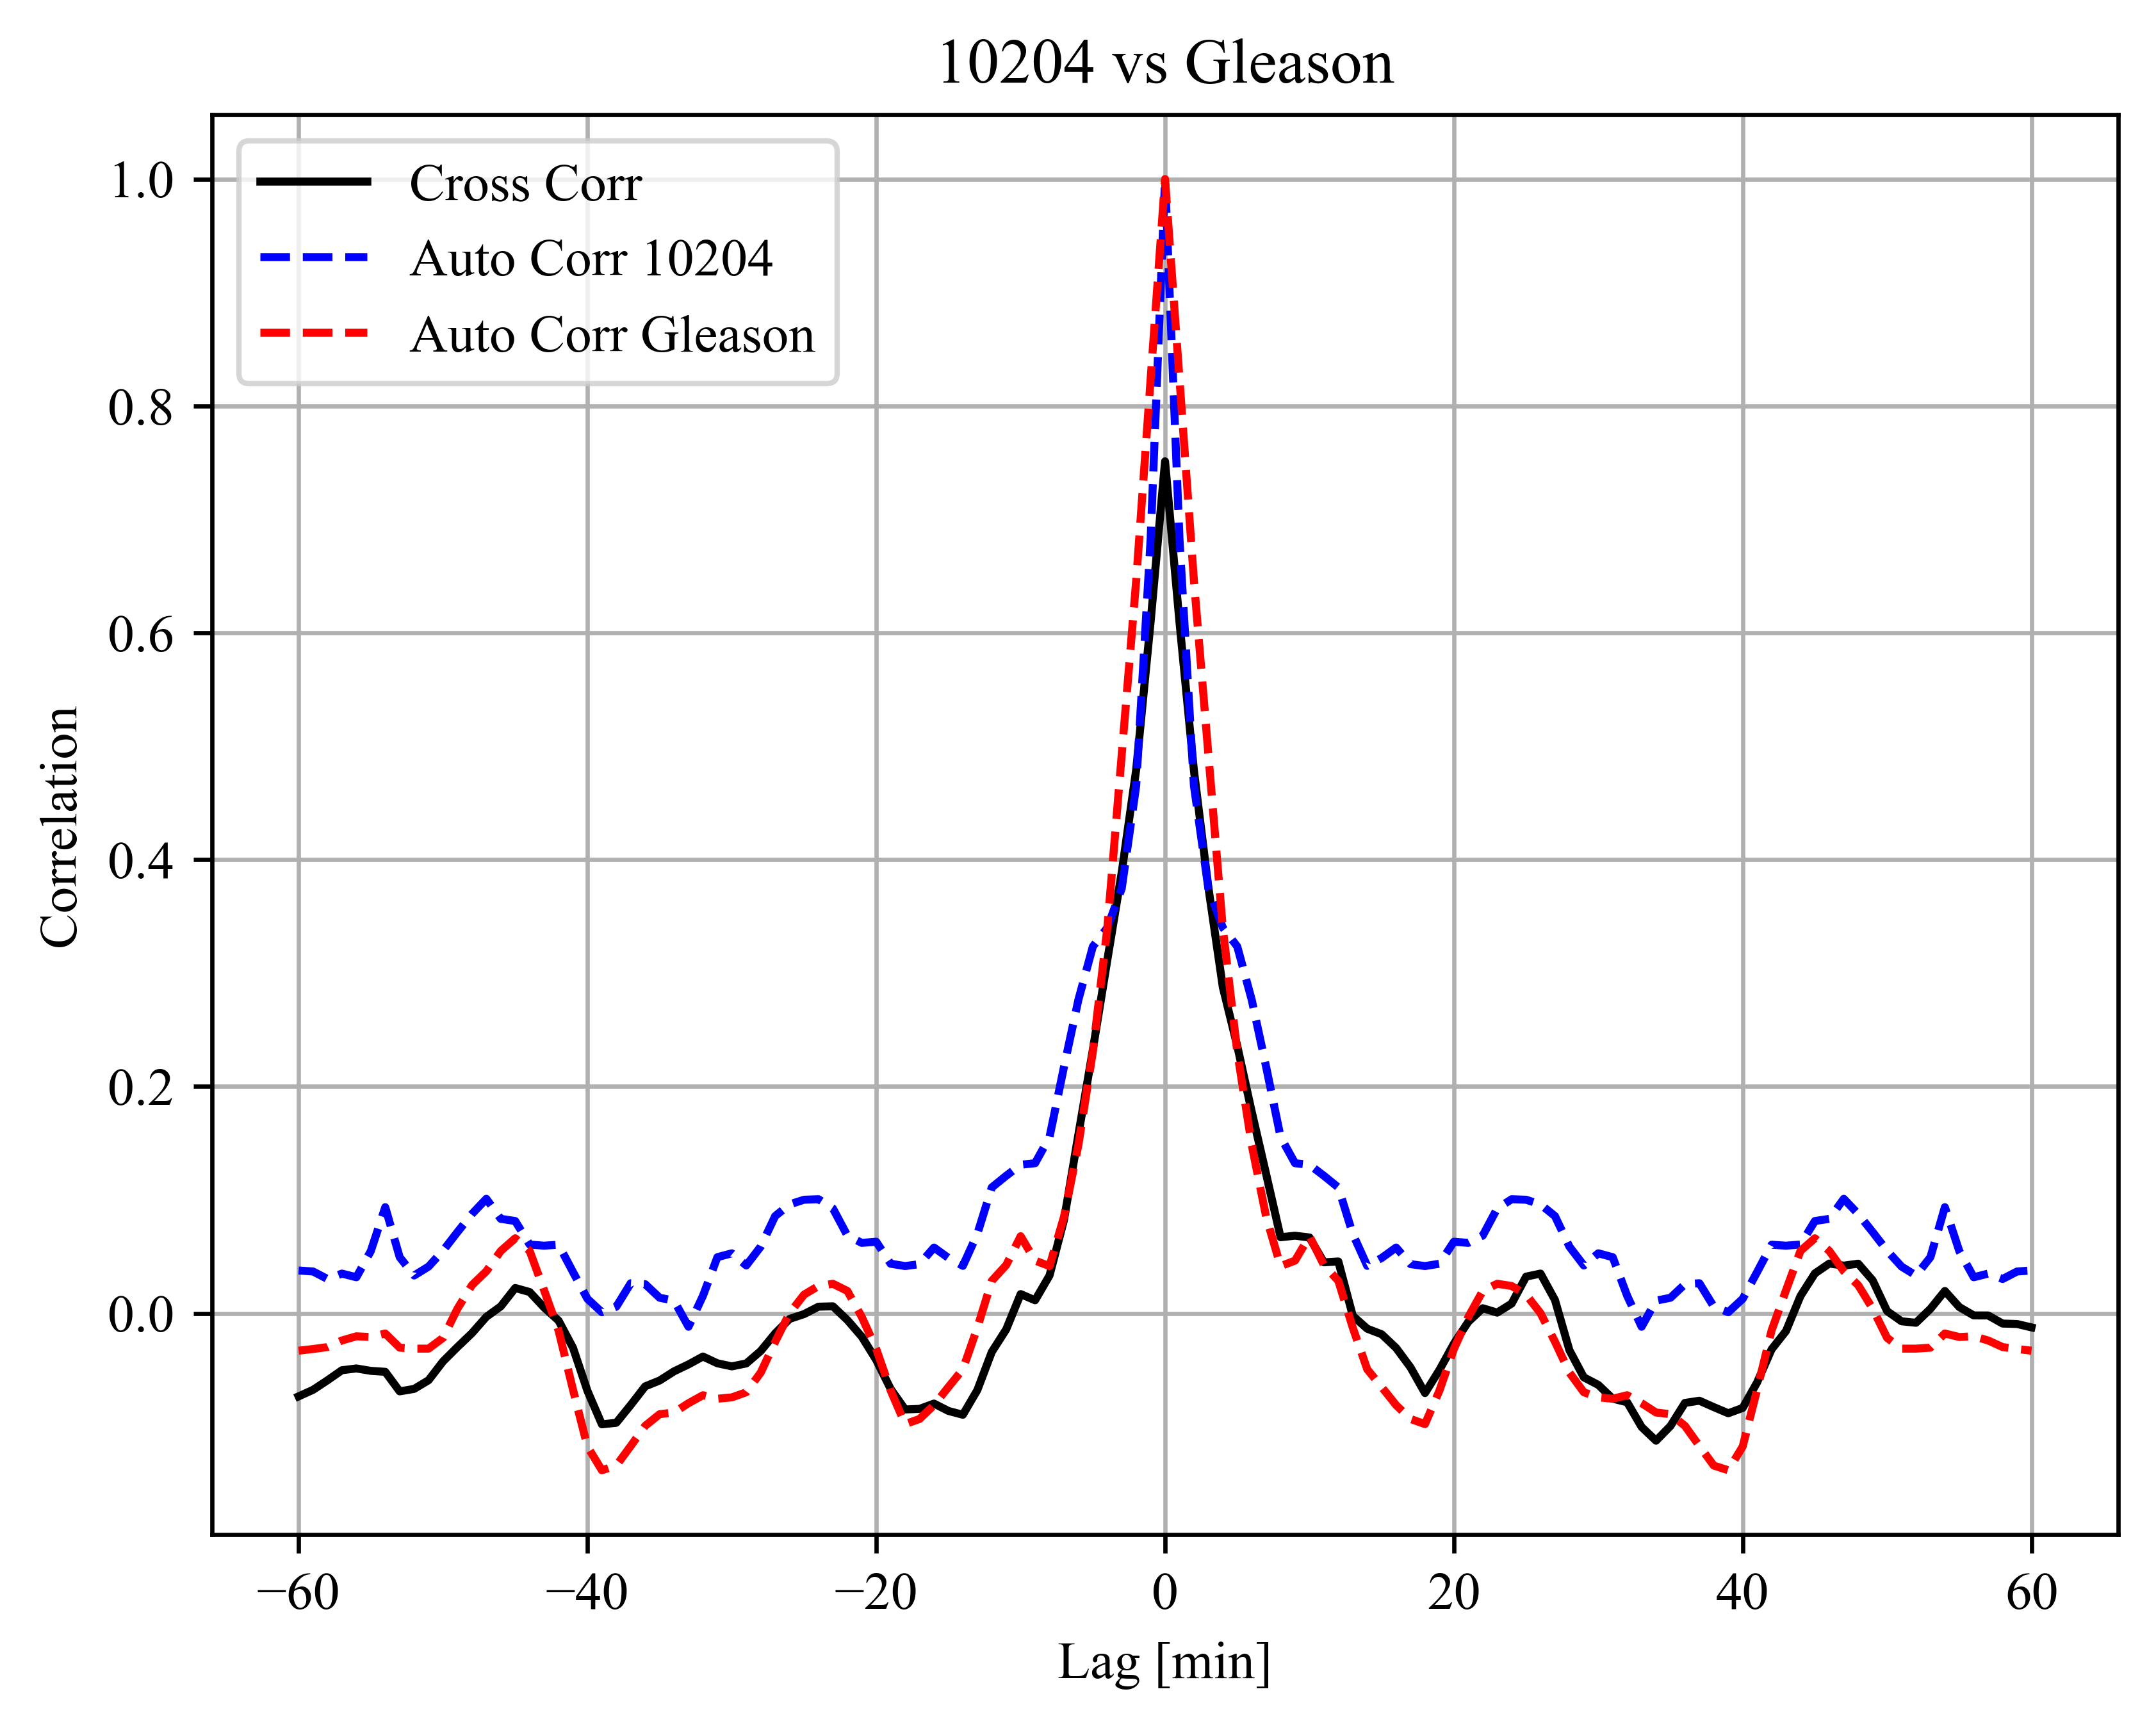 10204 vs Gleason
Cross Corr
Auto Corr 10204
Auto Corr Gleason
1.0
0.8
0.6
0.4
0.2
0.0
Correlation
−60 −40 −20 0 20 40 60
Lag [min]